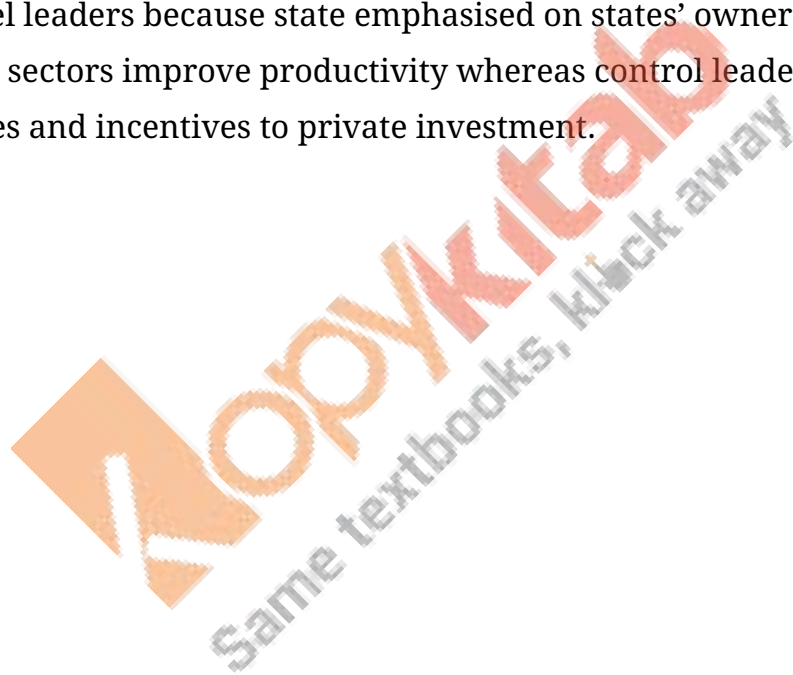 el leaders because state emphasised on states’ owner
sectors improve productivity whereas control leade
es and incentives to private investment.
kopykitab
Same textbooks, klick away